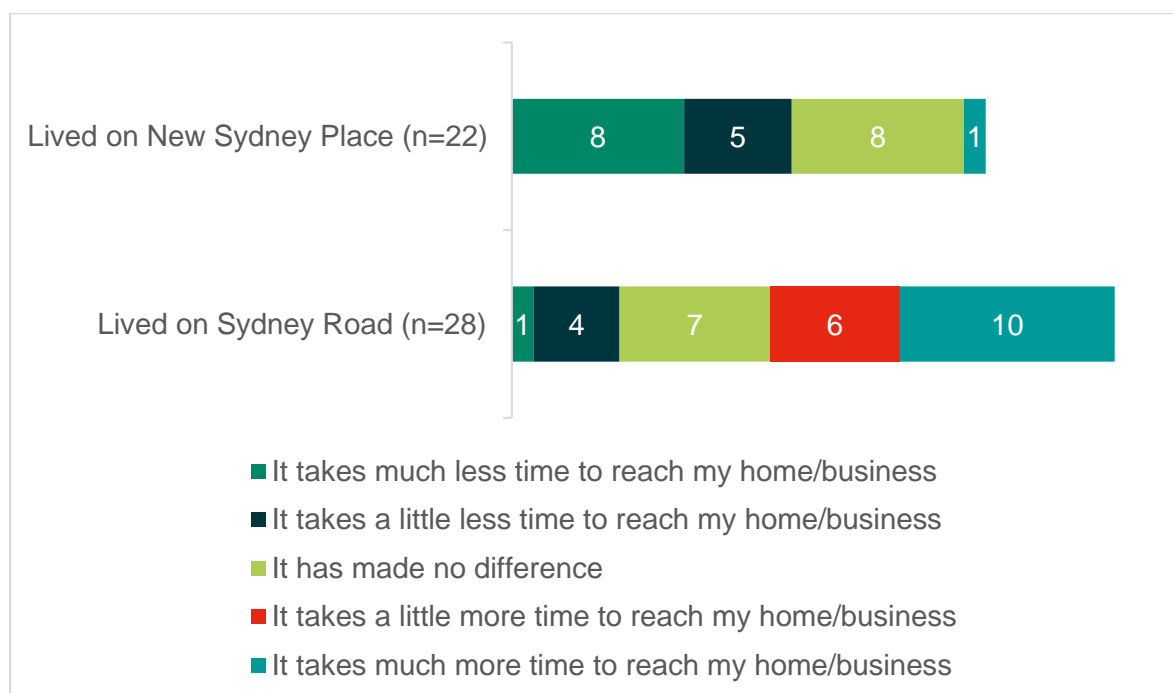 Lived on New Sydney Place (n=22)
8 5 8 1
Lived on Sydney Road (n=28)
1 4 7 6 10
It takes much less time to reach my home/business
It takes a little less time to reach my home/business
It has made no difference
It takes a little more time to reach my home/business
It takes much more time to reach my home/business